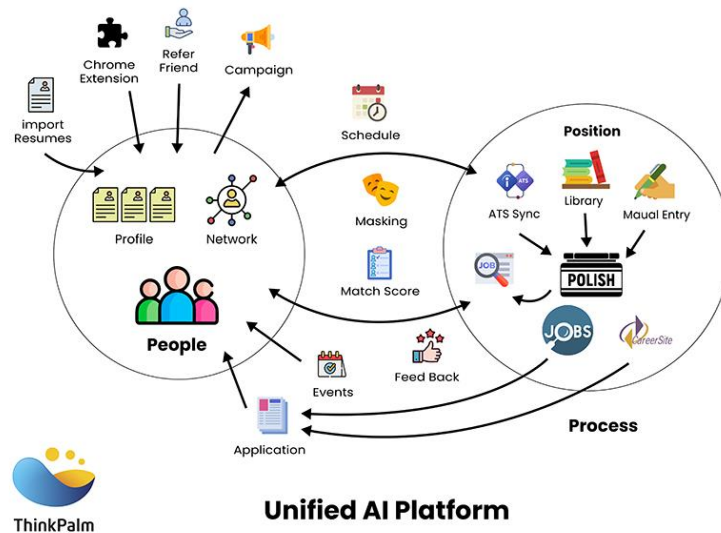 Chrome
Extension
Refer
Friend
Campaign
import
Resumes
Schedule
Position
ATS
ATS Sync
Library
Maual Entry
Profile
Network
Masking
JOB
POLISH
Match Score
People
JOBS
CareerSite
Events
Feed Back
Application
Process
ThinkPalm
Unified AI Platform